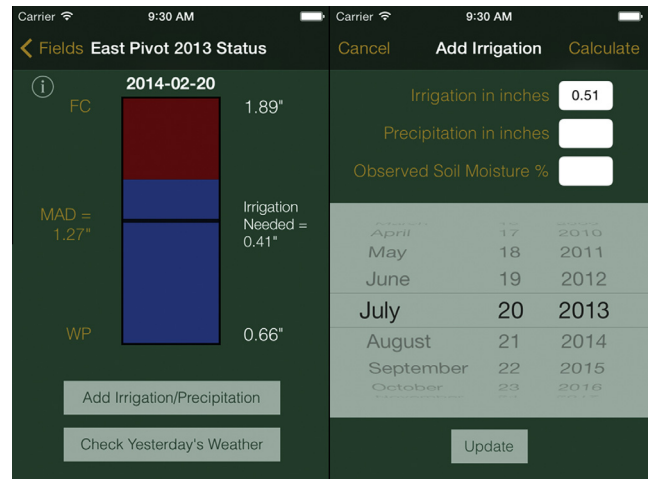 Carrier 9:30 AM
Fields East Pivot 2013 Status
i 2014-02-20
FC 1.89"
MAD =
1.27"
Irrigation
Needed =
0.41"
WP 0.66"
Add Irrigation/Precipitation
Check Yesterday's Weather
Carrier 9:30 AM
Cancel Add Irrigation Calculate
Irrigation in inches 0.51
Precipitation in inches
Observed Soil Moisture %
April 17 2010
May 18 2011
June 19 2012
July 20 2013
August 21 2014
September 22 2015
October 23 2016
Update